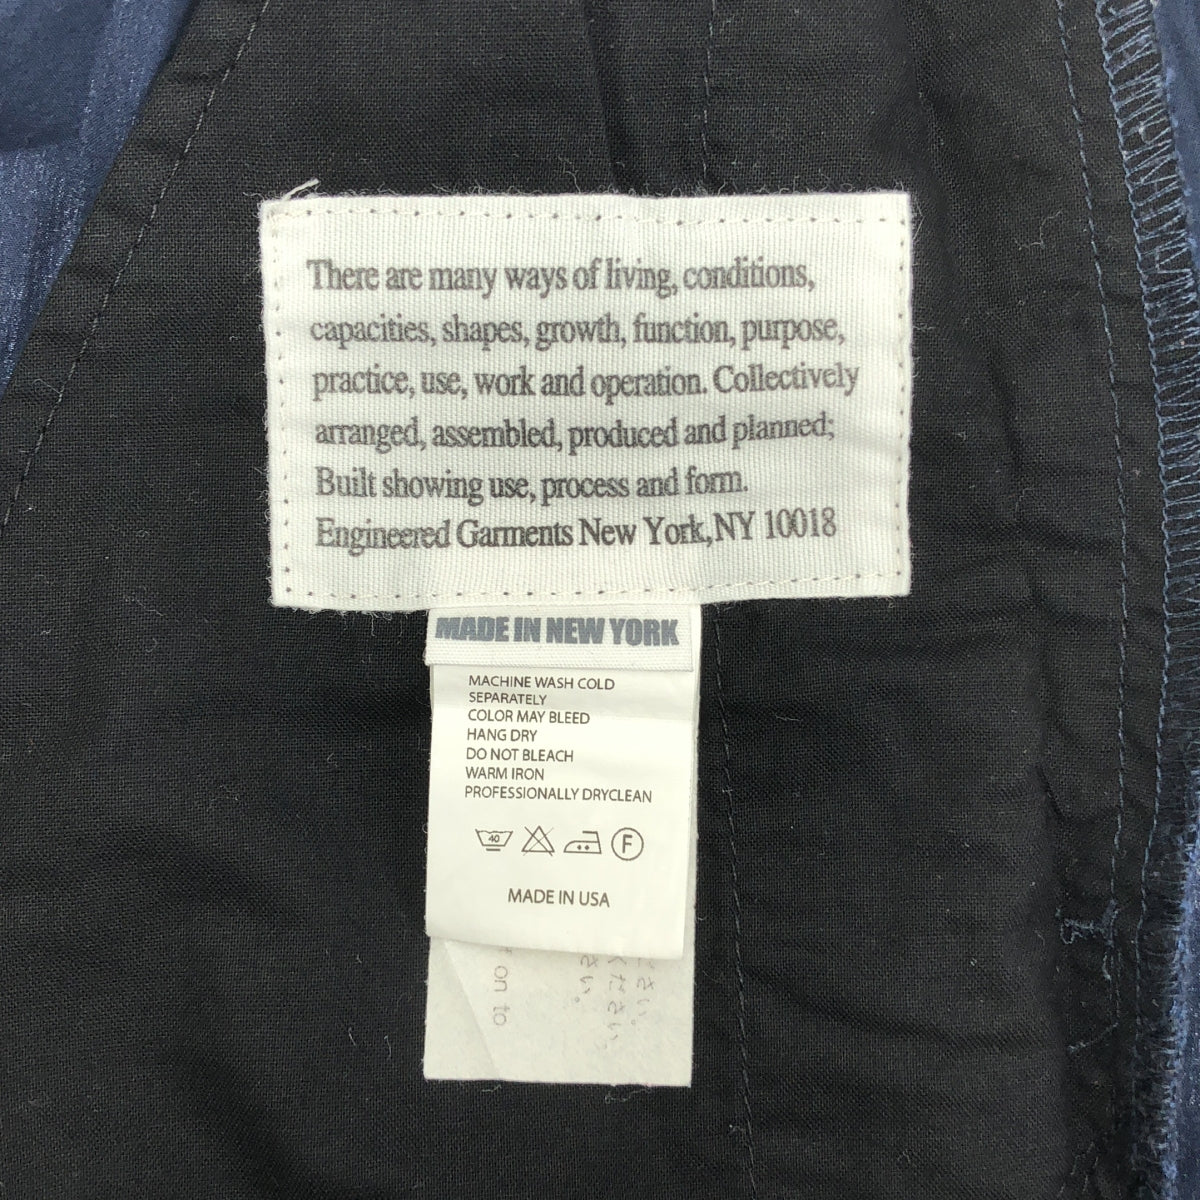 There are many ways of living, conditions,
capacities, shapes, growth, function, purpose,
practice, use, work and operation. Collectively
arranged, assembled, produced and planned;
Built showing use, process and form.
Engineered Garments New York,NY 10018
MADE IN NEW YORK
MACHINE WASH COLD
SEPARATELY
COLOR MAY BLEED
HANG DRY
DO NOT BLEACH
WARM IRON
PROFESSIONALLY DRYCLEAN
40
F
MADE IN USA
on to